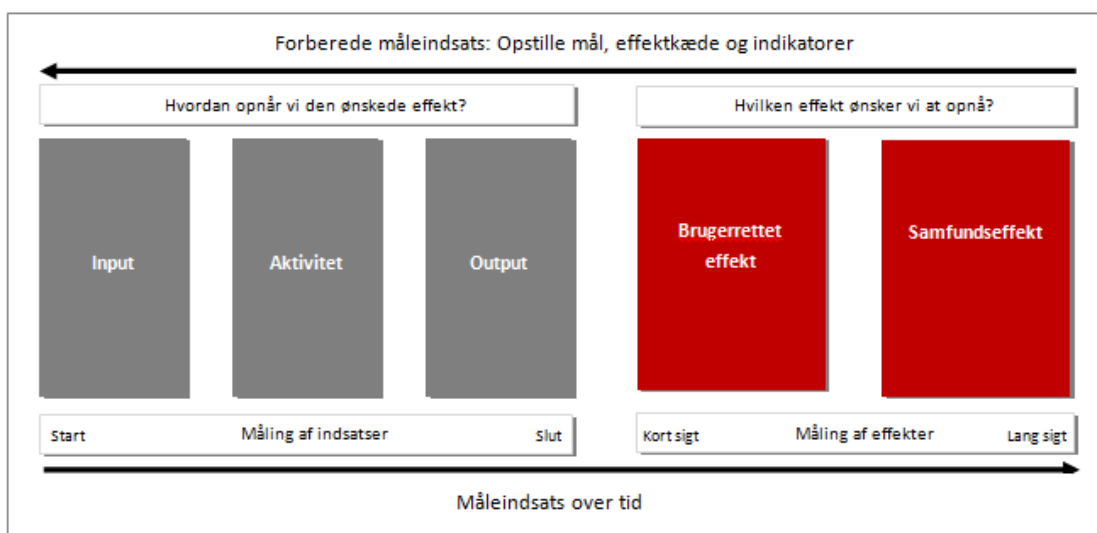 Forberede måleindsats: Opstille mål, effektkæde og indikatorer
Hvordan opnår vi den ønskede effekt?
Hvilken effekt ønsker vi at opnå?
Input
Aktivitet
Output
Brugerrettet
effekt
Samfundseffekt
Start
Måling af indsatser
Slut
Kort sigt
Måling af effekter
Lang sigt
Måleindsats over tid